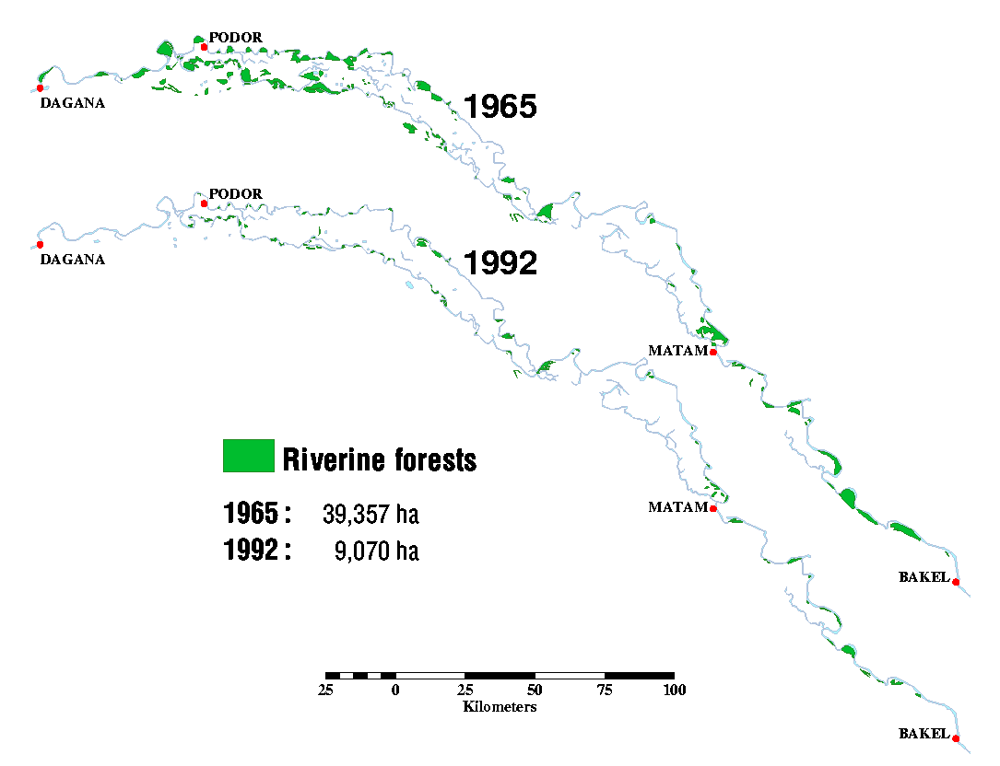 PODOR
DAGANA
1965
PODOR
DAGANA
1992
MATAM
Riverine forests
1965 : 39,357 ha
1992 : 9,070 ha
MATAM
BAKEL
25 0 25 50 75 100
Kilometers
BAKEL